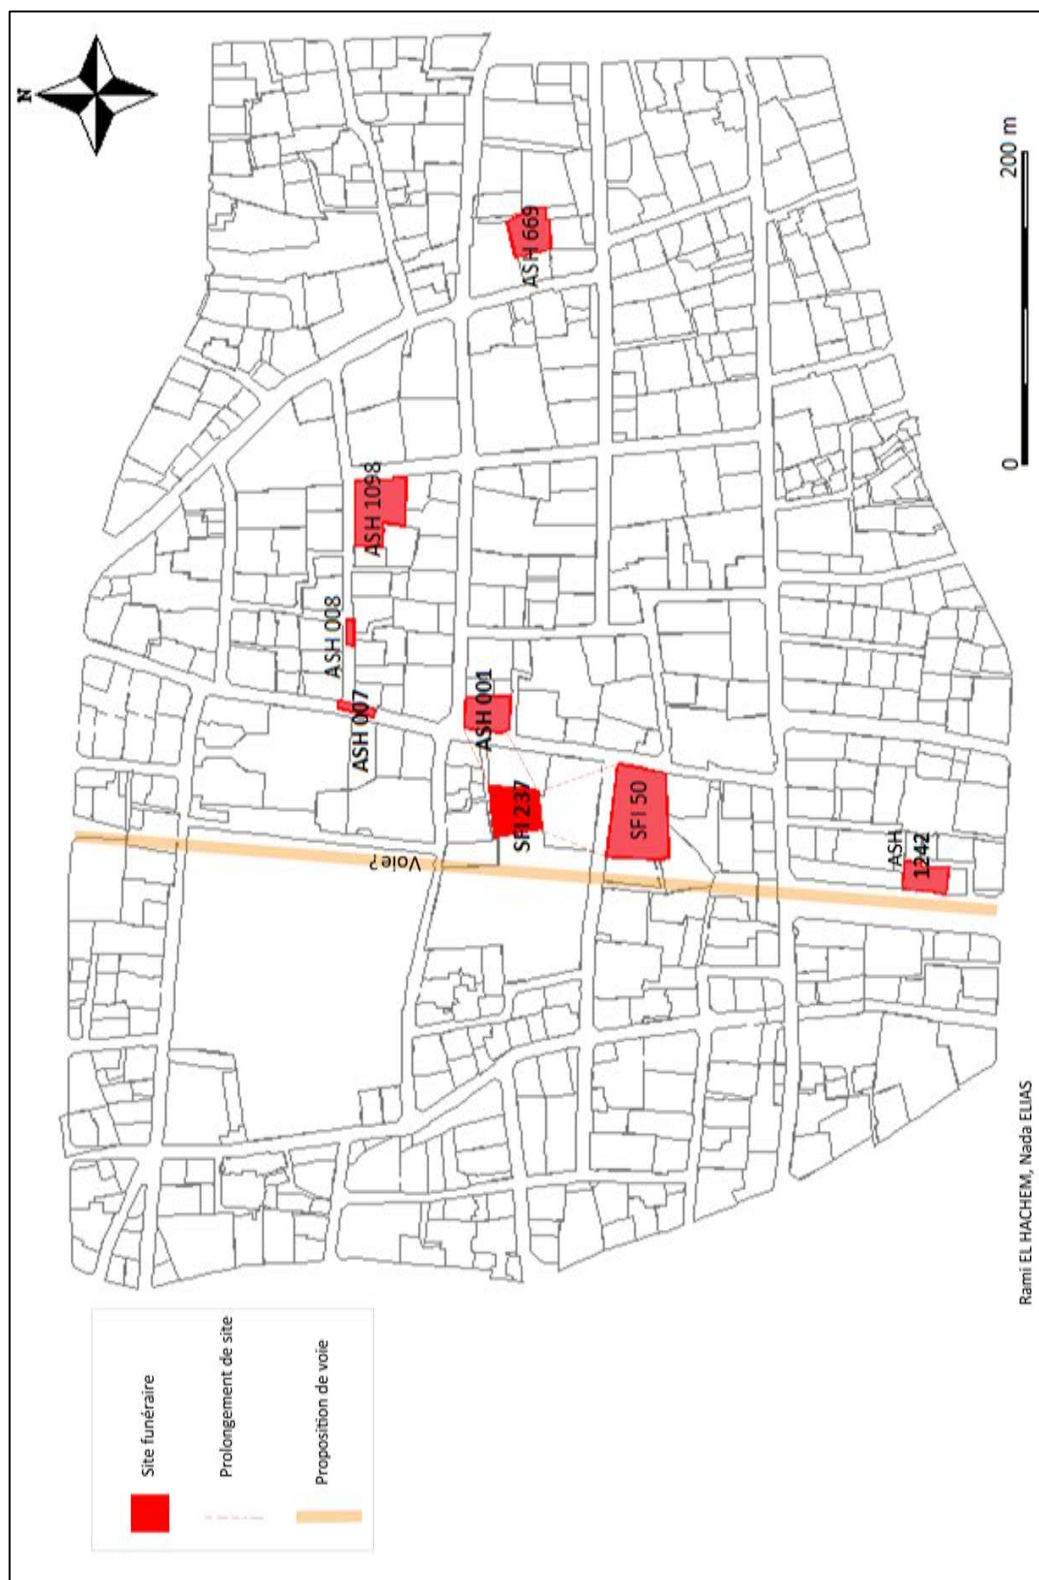 N
ASH 669
ASH 1098
ASH 008
ASH 007
ASH 001
SFI 237
SFI 50
ASH
1242
Voie?
0
200 m
Site funéraire
Prolongement de site
Proposition de voie
Rami EL HACHEM, Nada ELIAS